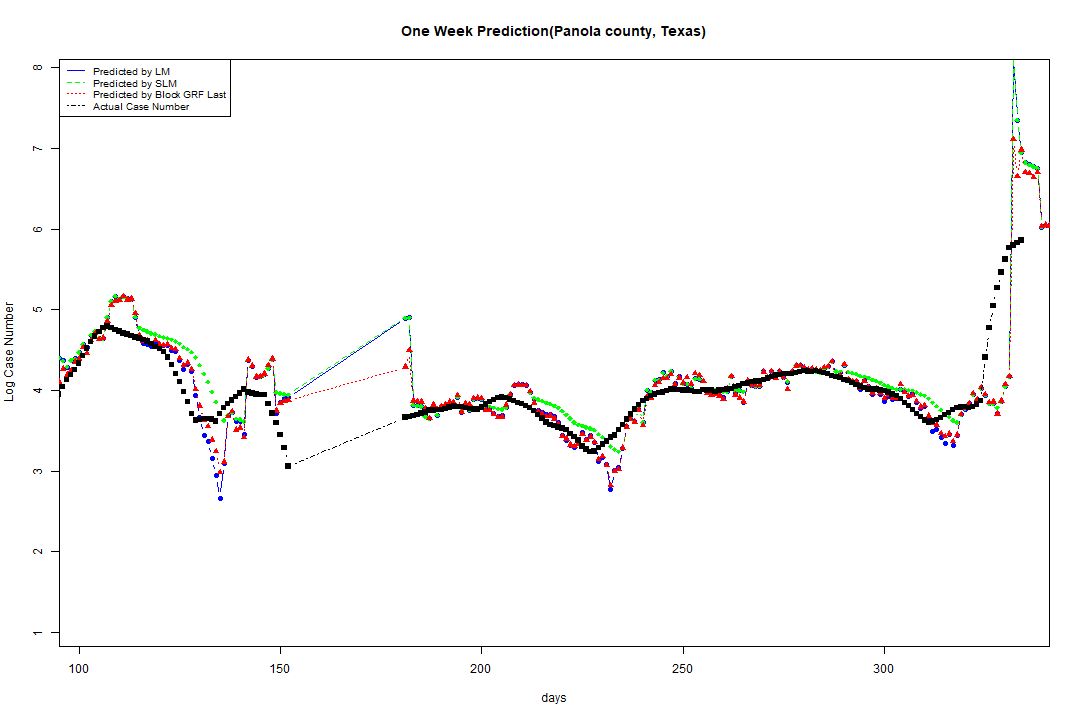 One Week Prediction(Panola county, Texas)
Predicted by LM
Predicted by SLM
Predicted by Block GRF Last
Actual Case Number
Log Case Number
8
7
6
5
4
3
2
1
100 150 200 250 300
days